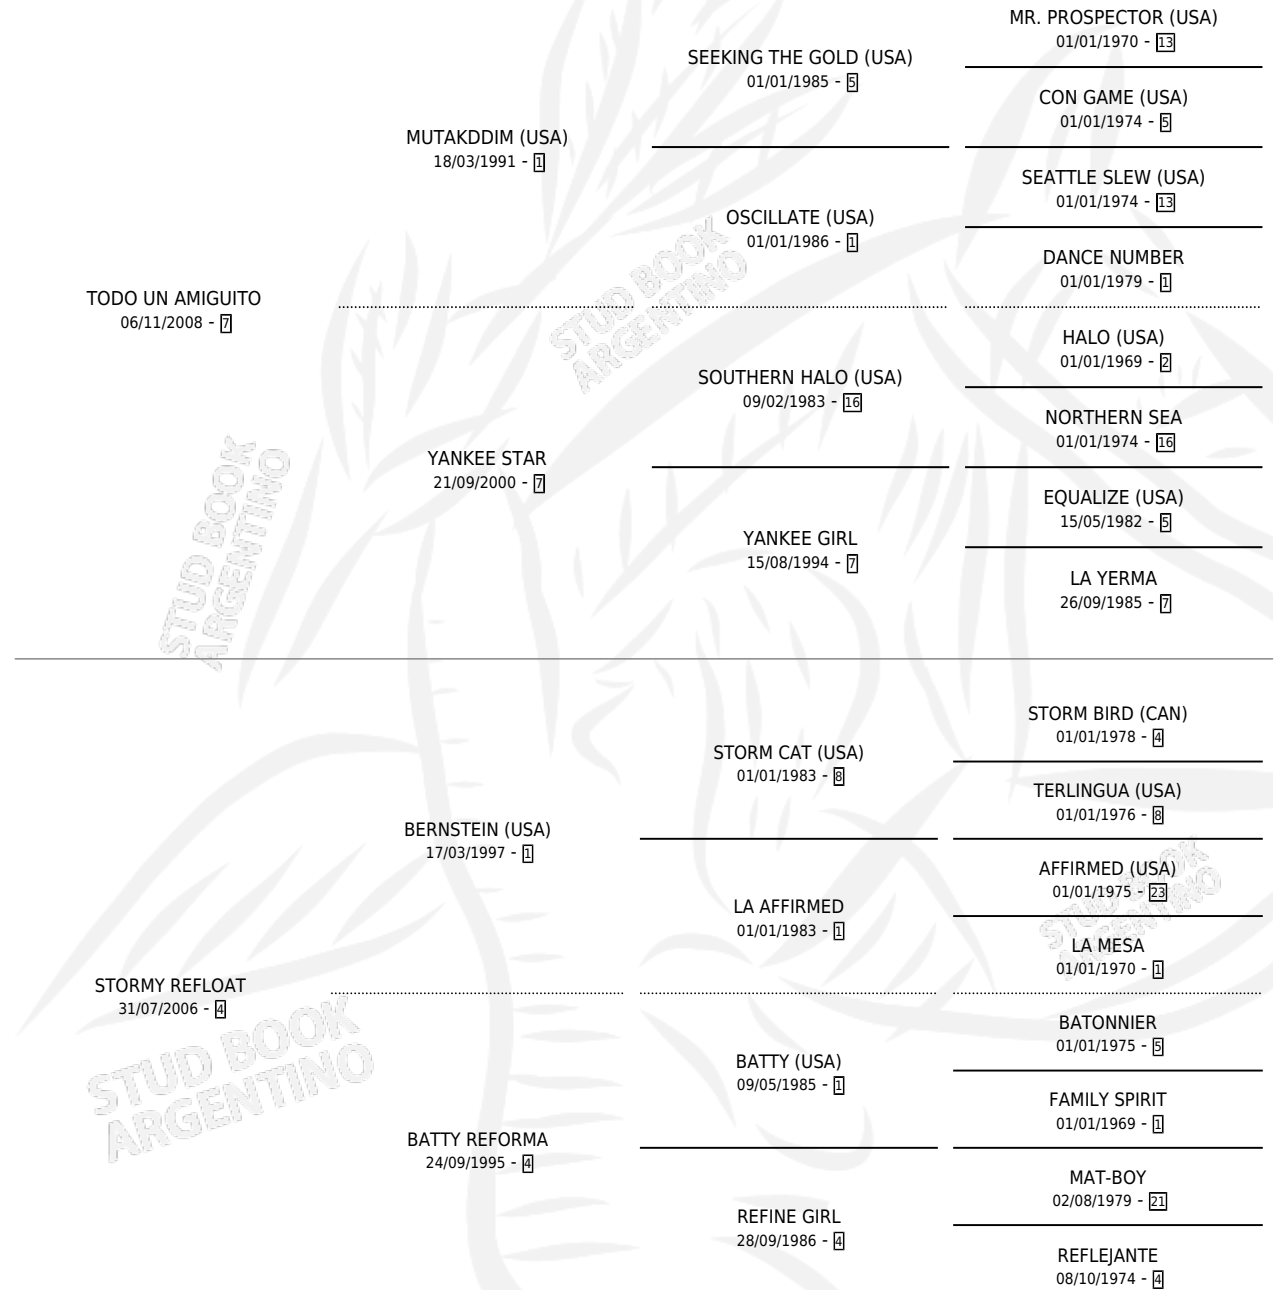 MR. PROSPECTOR (USA)
01/01/1970 - 13
SEEKING THE GOLD (USA)
01/01/1985 - 5
CON GAME (USA)
01/01/1974 - 5
MUTAKDDIM (USA)
18/03/1991 - 1
SEATTLE SLEW (USA)
01/01/1974 - 13
OSCILLATE (USA)
01/01/1986 - 1
DANCE NUMBER
01/01/1979 - 1
TODO UN AMIGUITO
06/11/2008 - 7
HALO (USA)
01/01/1969 - 2
SOUTHERN HALO (USA)
09/02/1983 - 16
NORTHERN SEA
01/01/1974 - 16
YANKEE STAR
21/09/2000 - 7
EQUALIZE (USA)
15/05/1982 - 5
YANKEE GIRL
15/08/1994 - 7
LA YERMA
26/09/1985 - 7
STORM BIRD (CAN)
01/01/1978 - 4
STORM CAT (USA)
01/01/1983 - 8
TERLINGUA (USA)
01/01/1976 - 8
BERNSTEIN (USA)
17/03/1997 - 1
AFFIRMED (USA)
01/01/1975 - 23
LA AFFIRMED
01/01/1983 - 1
LA MESA
01/01/1970 - 1
STORMY REFLOAT
31/07/2006 - 4
BATONNIER
01/01/1975 - 5
BATTY (USA)
09/05/1985 - 1
FAMILY SPIRIT
01/01/1969 - 1
BATTY REFORMA
24/09/1995 - 4
MAT-BOY
02/08/1979 - 21
REFINE GIRL
28/09/1986 - 4
REFLEJANTE
08/10/1974 - 4
STUD BOOK
ARGENTINO
STUD BOOK
ARGENTINO
STUD BOOK
ARGENTINO
STUD BOOK
ARGENTINO